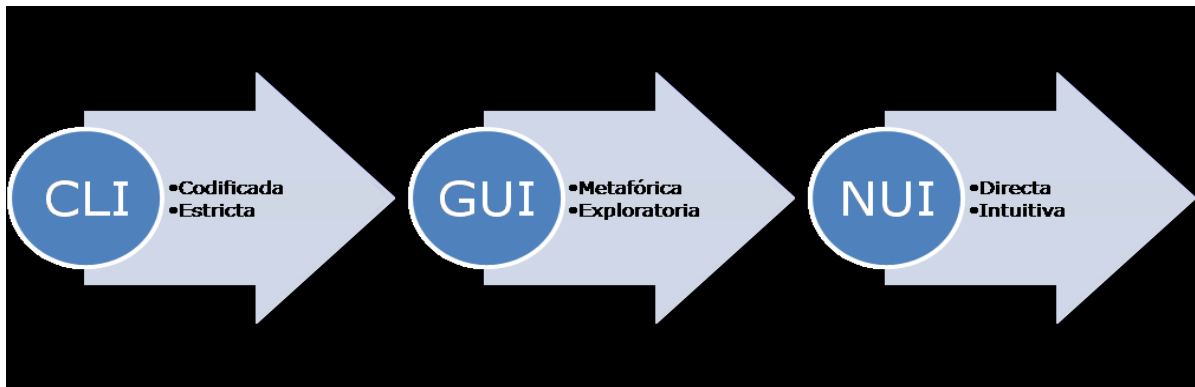 CLI
•Codificada
•Estricta
GUI
•Metafórica
•Exploratoria
NUI
•Directa
•Intuitiva